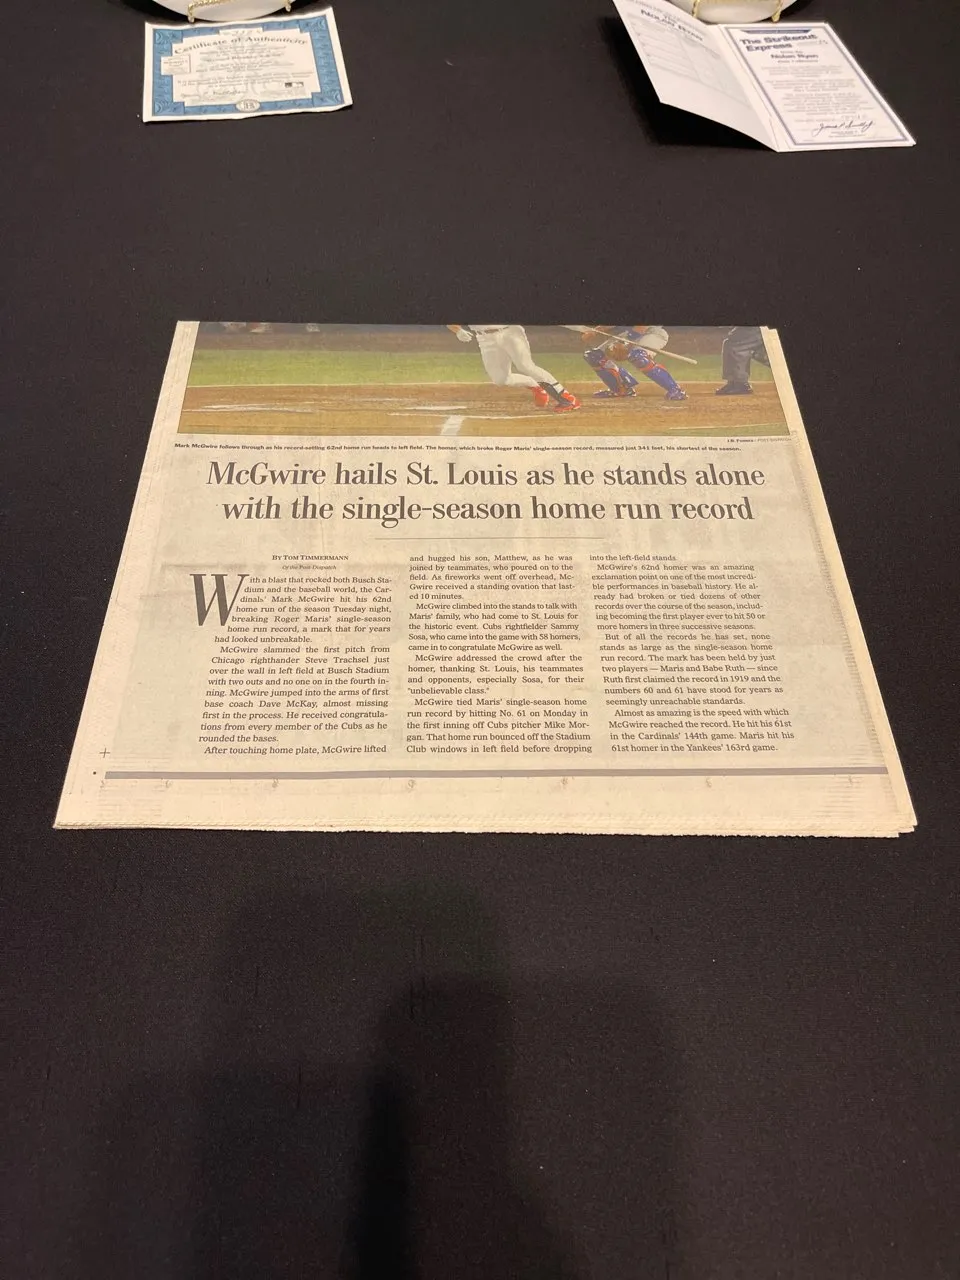 Certificate of Authenticity
The Strikeout
Express
Nolan Ryan
Mark McGwire follows through as his record-setting 62nd home run heads to left field. The homer, which broke Roger Maris' single-season record, measured just 341 feet, his shortest of the season.
McGwire hails St. Louis as he stands alone
with the single-season home run record
BY TOM TIMMERMANN
Of the Post-Dispatch
With a blast that rocked both Busch Sta-
dium and the baseball world, the Car-
dinals' Mark McGwire hit his 62nd
home run of the season Tuesday night,
breaking Roger Maris' single-season
home run record, a mark that for years
had looked unbreakable.
McGwire slammed the first pitch from
Chicago righthander Steve Trachsel just
over the wall in left field at Busch Stadium
with two outs and no one on in the fourth in-
ning. McGwire jumped into the arms of first
base coach Dave McKay, almost missing
first in the process. He received congratula-
tions from every member of the Cubs as he
rounded the bases.
After touching home plate, McGwire lifted
and hugged his son, Matthew, as he was
joined by teammates, who poured on to the
field. As fireworks went off overhead, Mc-
Gwire received a standing ovation that last-
ed 10 minutes.
McGwire climbed into the stands to talk with
Maris' family, who had come to St. Louis for
the historic event. Cubs rightfielder Sammy
Sosa, who came into the game with 58 homers,
came in to congratulate McGwire as well.
McGwire addressed the crowd after the
homer, thanking St. Louis, his teammates
and opponents, especially Sosa, for their
"unbelievable class."
McGwire tied Maris' single-season home
run record by hitting No. 61 on Monday in
the first inning off Cubs pitcher Mike Mor-
gan. That home run bounced off the Stadium
Club windows in left field before dropping
into the left-field stands.
McGwire's 62nd homer was an amazing
exclamation point on one of the most incredi-
ble performances in baseball history. He al-
ready had broken or tied dozens of other
records over the course of the season, includ-
ing becoming the first player ever to hit 50 or
more homers in three successive seasons.
But of all the records he has set, none
stands as large as the single-season home
run record. The mark has been held by just
two players — Maris and Babe Ruth — since
Ruth first claimed the record in 1919 and the
numbers 60 and 61 have stood for years as
seemingly unreachable standards.
Almost as amazing is the speed with which
McGwire reached the record. He hit his 61st
in the Cardinals' 144th game. Maris hit his
61st homer in the Yankees' 163rd game.